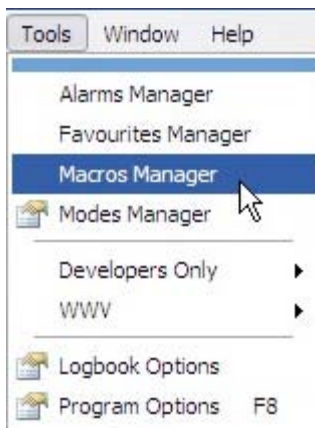 Tools Window Help
Alarms Manager
Favourites Manager
Macros Manager
Modes Manager
Developers Only
WWV
Logbook Options
Program Options F8